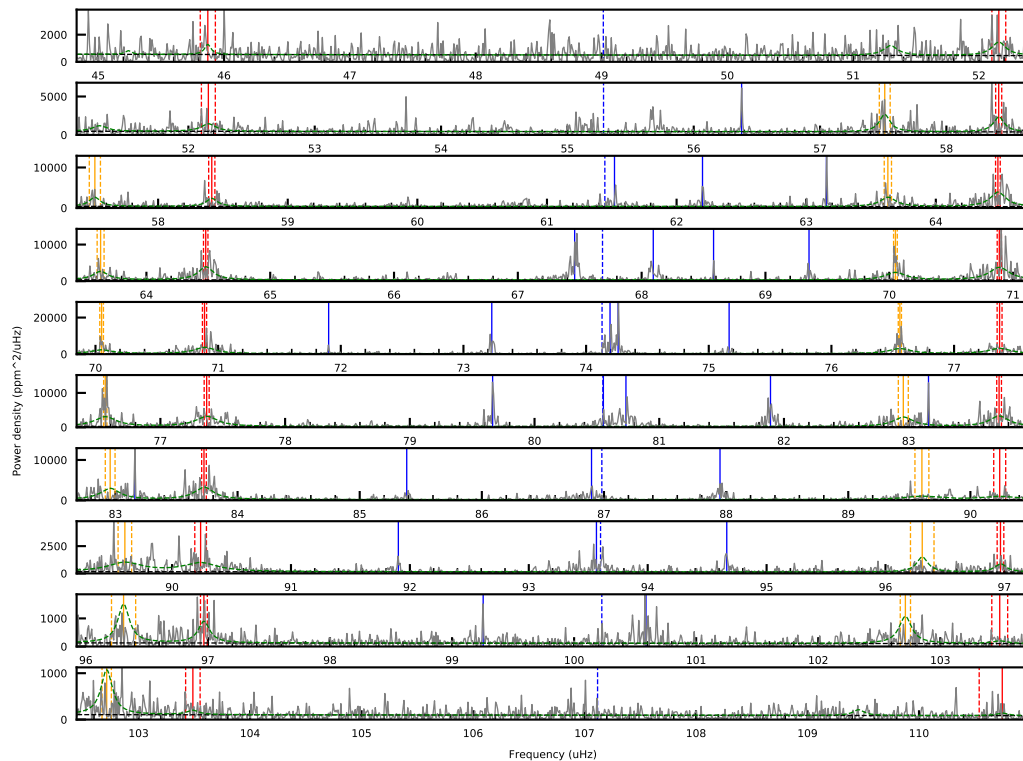 2000
0
45 46 47 48 49 50 51 52
5000
0
52 53 54 55 56 57 58
10000
0
58 59 60 61 62 63 64
10000
0
64 65 66 67 68 69 70 71
20000
0
70 71 72 73 74 75 76 77
10000
0
77 78 79 80 81 82 83
10000
0
83 84 85 86 87 88 89 90
2500
0
90 91 92 93 94 95 96 97
1000
0
96 97 98 99 100 101 102 103
1000
0
103 104 105 106 107 108 109 110
Power density (ppm^2/uHz)
Frequency (uHz)